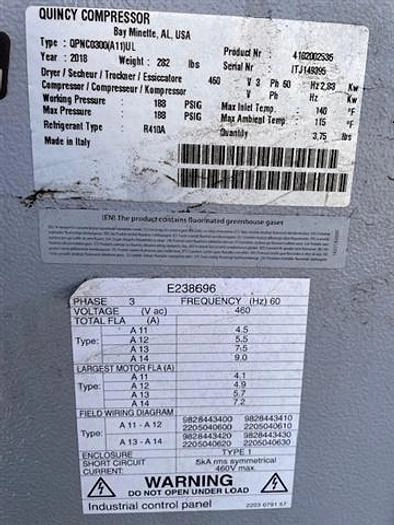 QUINCY COMPRESSOR
Bay Minette, AL, USA
Type : QPNC0300(A11)UL Product Nr : 4102002535
Year : 2018 Weight : 282 lbs Serial Nr : ITJ149395
Dryer / Secheur / Trockner / Essiccatore 460 V 3 Ph 60 Hz 2,83 Kw
Compressor / Compresseur / Kompressor V Ph Hz Kw
Working Pressure : 188 PSIG Max Inlet Temp. : 140 °F
Max Pressure : 188 PSIG Max Ambient Temp. : 115 °F
Refrigerant Type : R410A Quantity : 3,75 lbs
Made in Italy
(EN) The product contains fluorinated greenhouse gases
E238696
PHASE 3 FREQUENCY (Hz) 60
VOLTAGE (V ac) 460
TOTAL FLA (A)
Type:
A 11 4.5
A 12 5.5
A 13 7.5
A 14 9.0
LARGEST MOTOR FLA (A)
Type:
A 11 4.1
A 12 4.9
A 13 5.7
A 14 7.2
FIELD WIRING DIAGRAM
Type:
A 11 - A 12 9828443400 9828443410
2205040600 2205040610
A 13 - A 14 9828443420 9828443430
2205040620 2205040630
ENCLOSURE TYPE 1
SHORT CIRCUIT CURRENT: 5kA rms symmetrical
460V max.
WARNING
DO NOT OPEN UNDER LOAD
Industrial control panel 2203 0791 57